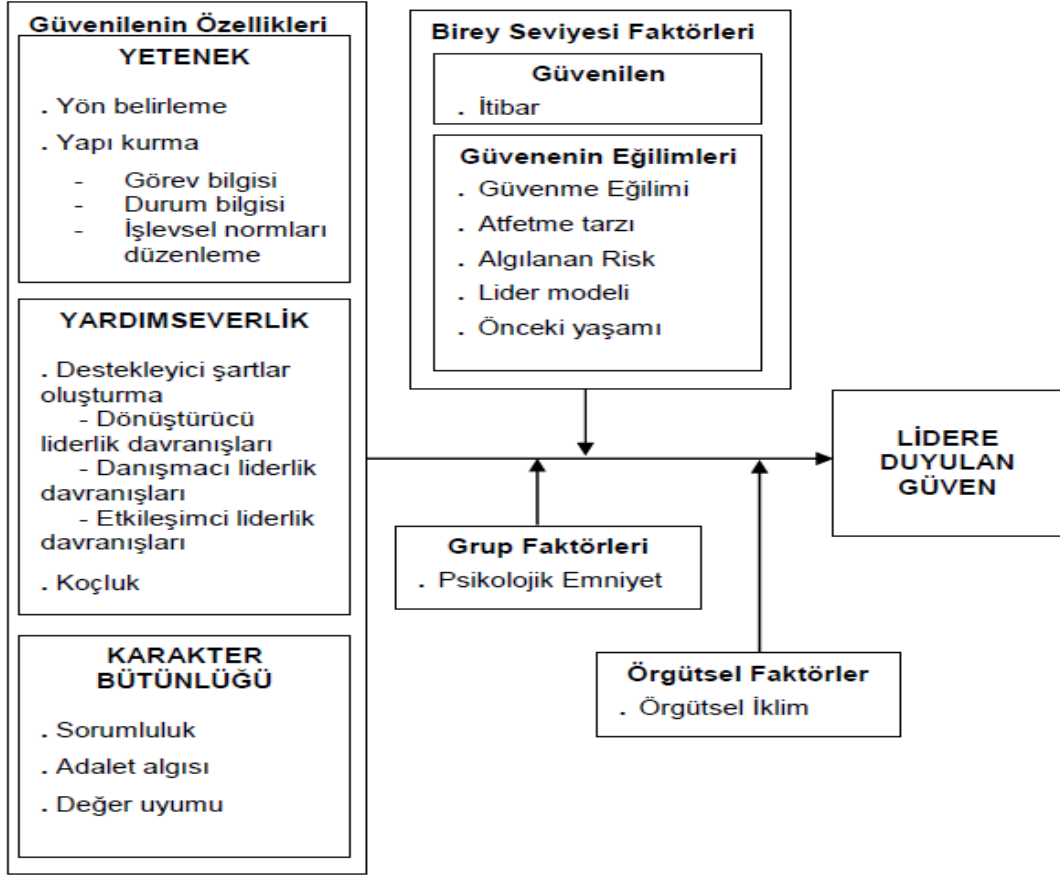 Güvenilenin Özellikleri
YETENEK
. Yön belirleme
. Yapı kurma
- Görev bilgisi
- Durum bilgisi
- İşlevsel normları
düzenleme
YARDIMSEVERLİK
. Destekleyici şartlar
oluşturma
- Dönüştürücü
liderlik davranışları
- Danışmacı liderlik
davranışları
- Etkileşimci liderlik
davranışları
. Koçluk
KARAKTER
BÜTÜNLÜĞÜ
. Sorumluluk
. Adalet algısı
. Değer uyumu
Birey Seviyesi Faktörleri
Güvenilen
. İtibar
Güvenenin Eğilimleri
. Güvenme Eğilimi
. Atfetme tarzı
. Algılanan Risk
. Lider modeli
. Önceki yaşamı
Grup Faktörleri
. Psikolojik Emniyet
Örgütsel Faktörler
. Örgütsel İklim
LİDERE
DUYULAN
GÜVEN